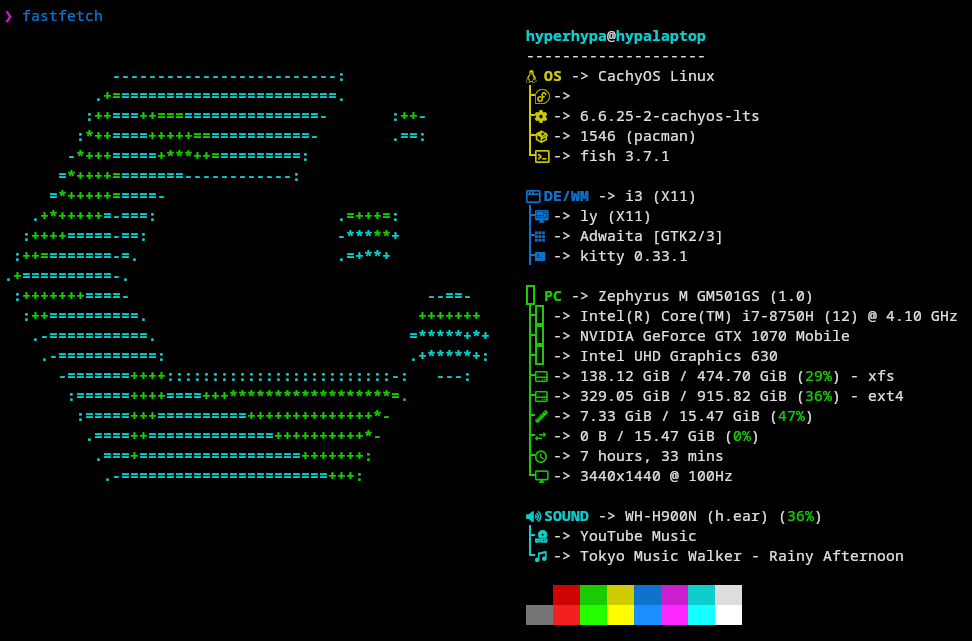 ❯ fastfetch
hyperhypa@hypalaptop
--------------------
OS -> CachyOS Linux
->
-> 6.6.25-2-cachyos-lts
-> 1546 (pacman)
-> fish 3.7.1
DE/WM -> i3 (X11)
-> ly (X11)
-> Adwaita [GTK2/3]
-> kitty 0.33.1
PC -> Zephyrus M GM501GS (1.0)
-> Intel(R) Core(TM) i7-8750H (12) @ 4.10 GHz
-> NVIDIA GeForce GTX 1070 Mobile
-> Intel UHD Graphics 630
-> 138.12 GiB / 474.70 GiB (29%) - xfs
-> 329.05 GiB / 915.82 GiB (36%) - ext4
-> 7.33 GiB / 15.47 GiB (47%)
-> 0 B / 15.47 GiB (0%)
-> 7 hours, 33 mins
-> 3440x1440 @ 100Hz
SOUND -> WH-H900N (h.ear) (36%)
-> YouTube Music
-> Tokyo Music Walker - Rainy Afternoon